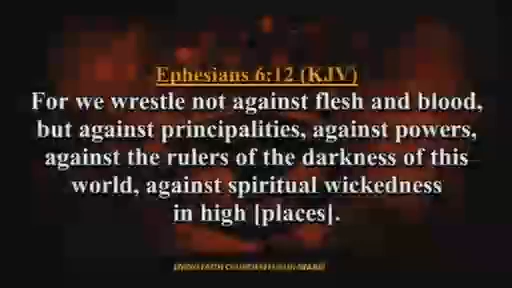 Ephesians 6:12 (KJV)
For we wrestle not against flesh and blood,
but against principalities, against powers,
against the rulers of the darkness of this
world, against spiritual wickedness
in high [places].